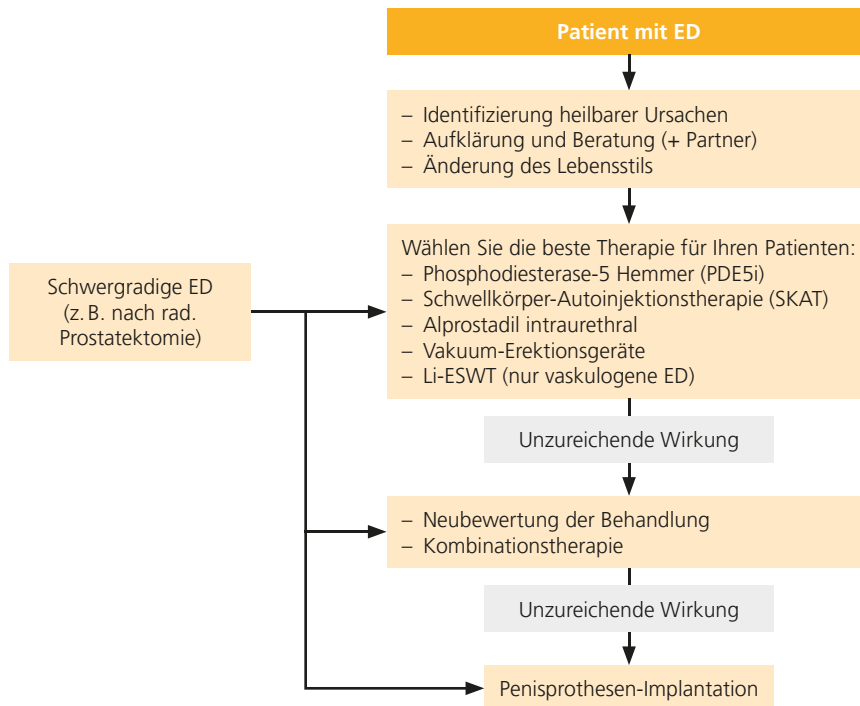 Patient mit ED
– Identifizierung heilbarer Ursachen
– Aufklärung und Beratung (+ Partner)
– Änderung des Lebensstils
Wählen Sie die beste Therapie für Ihren Patienten:
– Phosphodiesterase-5 Hemmer (PDE5i)
– Schwellkörper-Autoinjektionstherapie (SKAT)
– Alprostadil intraurethral
– Vakuum-Erektionsgeräte
– Li-ESWT (nur vaskulogene ED)
Schwergradige ED
(z. B. nach rad.
Prostatektomie)
Unzureichende Wirkung
– Neubewertung der Behandlung
– Kombinationstherapie
Unzureichende Wirkung
Penisprothesen-Implantation